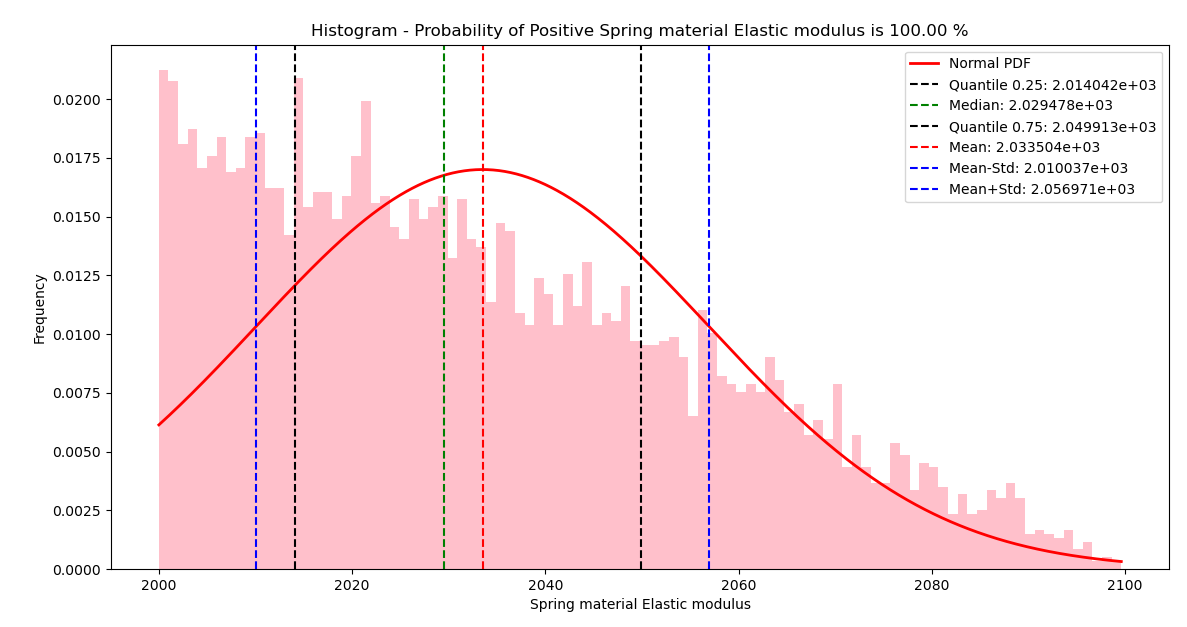 Histogram - Probability of Positive Spring material Elastic modulus is 100.00 %
Normal PDF
Quantile 0.25: 2.014042e+03
Median: 2.029478e+03
Quantile 0.75: 2.049913e+03
Mean: 2.033504e+03
Mean-Std: 2.010037e+03
Mean+Std: 2.056971e+03
Frequency
0.0200
0.0175
0.0150
0.0125
0.0100
0.0075
0.0050
0.0025
0.0000
2000
2020
2040
2060
2080
2100
Spring material Elastic modulus